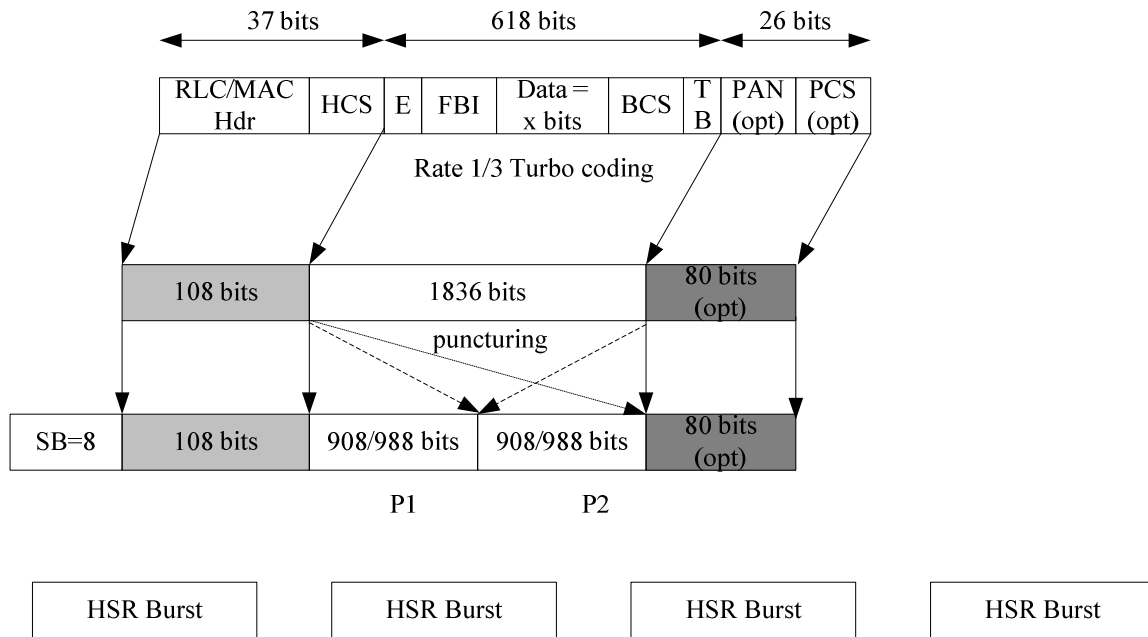 37 bits
618 bits
26 bits
RLC/MAC
Hdr
HCS
E
FBI
Data =
x bits
BCS
T
B
PAN
(opt)
PCS
(opt)
Rate 1/3 Turbo coding
108 bits
1836 bits
80 bits
(opt)
puncturing
SB=8
108 bits
908/988 bits
908/988 bits
80 bits
(opt)
P1
P2
HSR Burst
HSR Burst
HSR Burst
HSR Burst